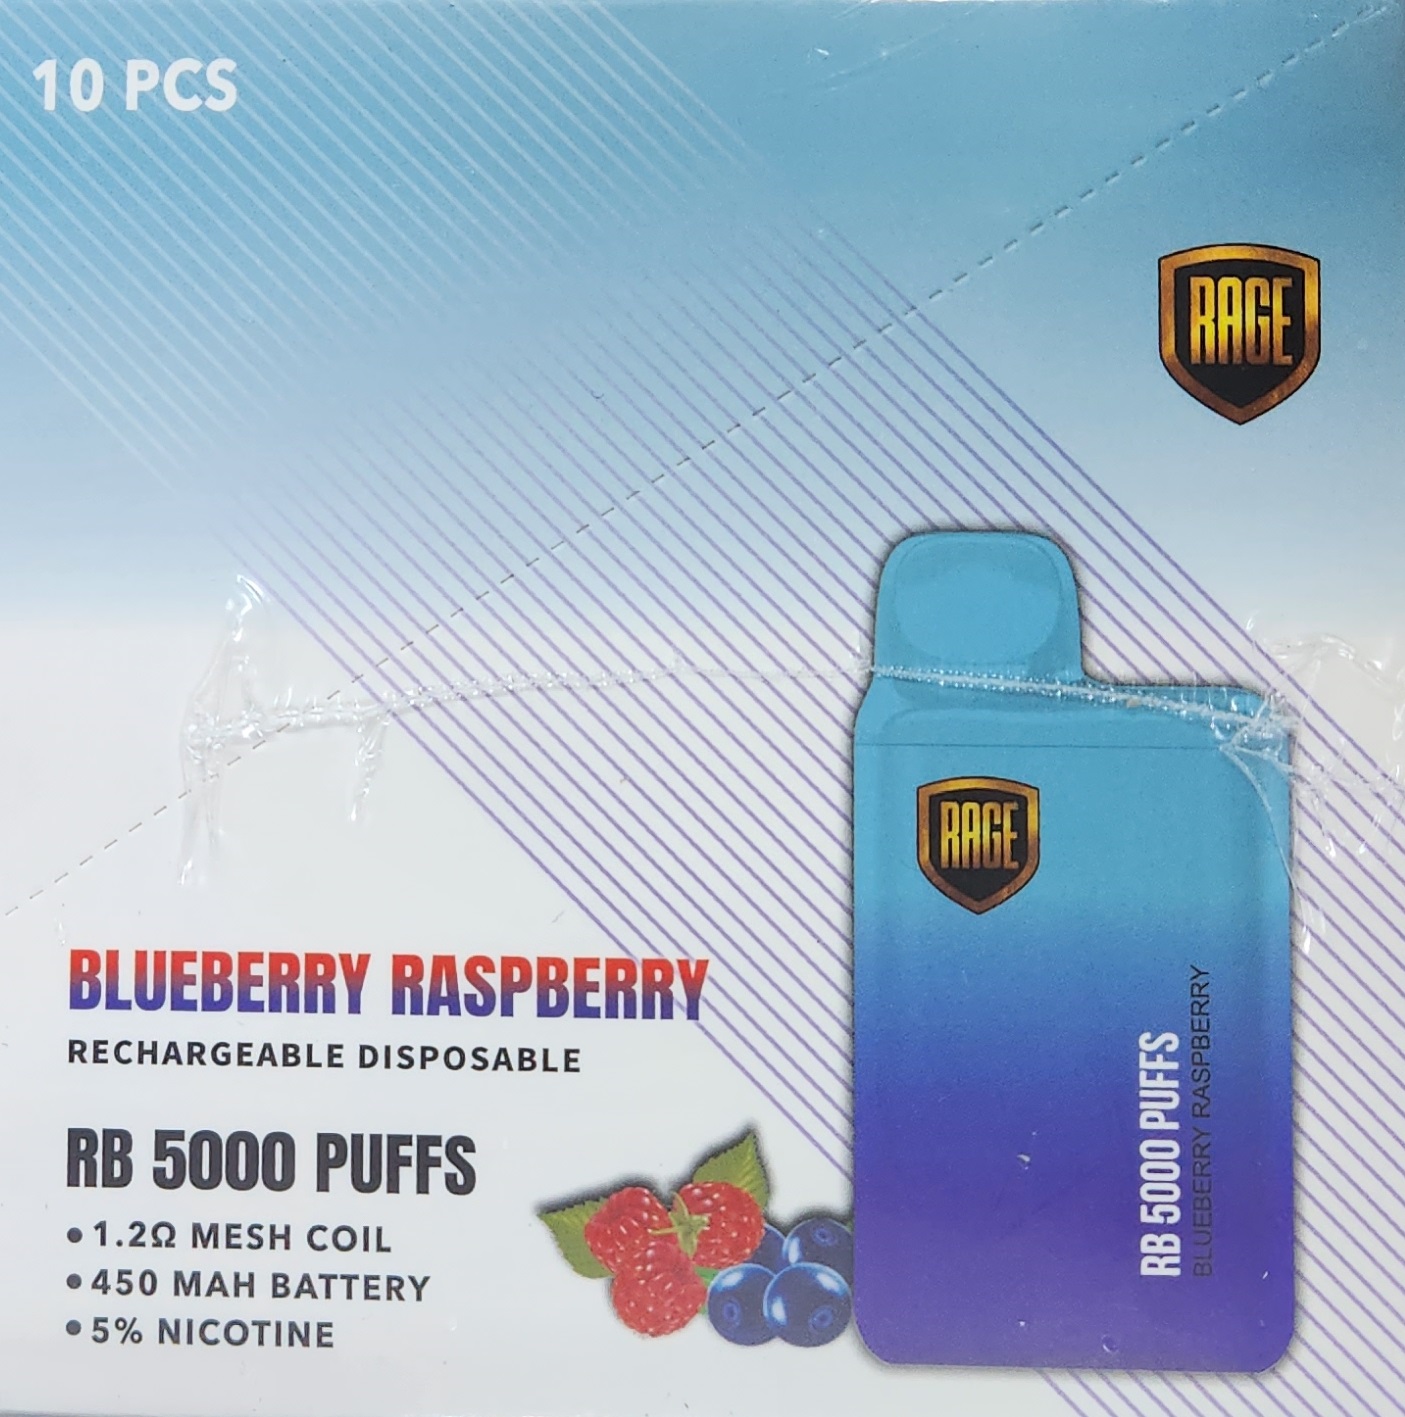 10 PCS
RAGE
RAGE
BLUEBERRY RASPBERRY
RECHARGEABLE DISPOSABLE
RB 5000 PUFFS
• 1.2Ω MESH COIL
• 450 MAH BATTERY
• 5% NICOTINE
RB 5000 PUFFS
BLUEBERRY RASPBERRY